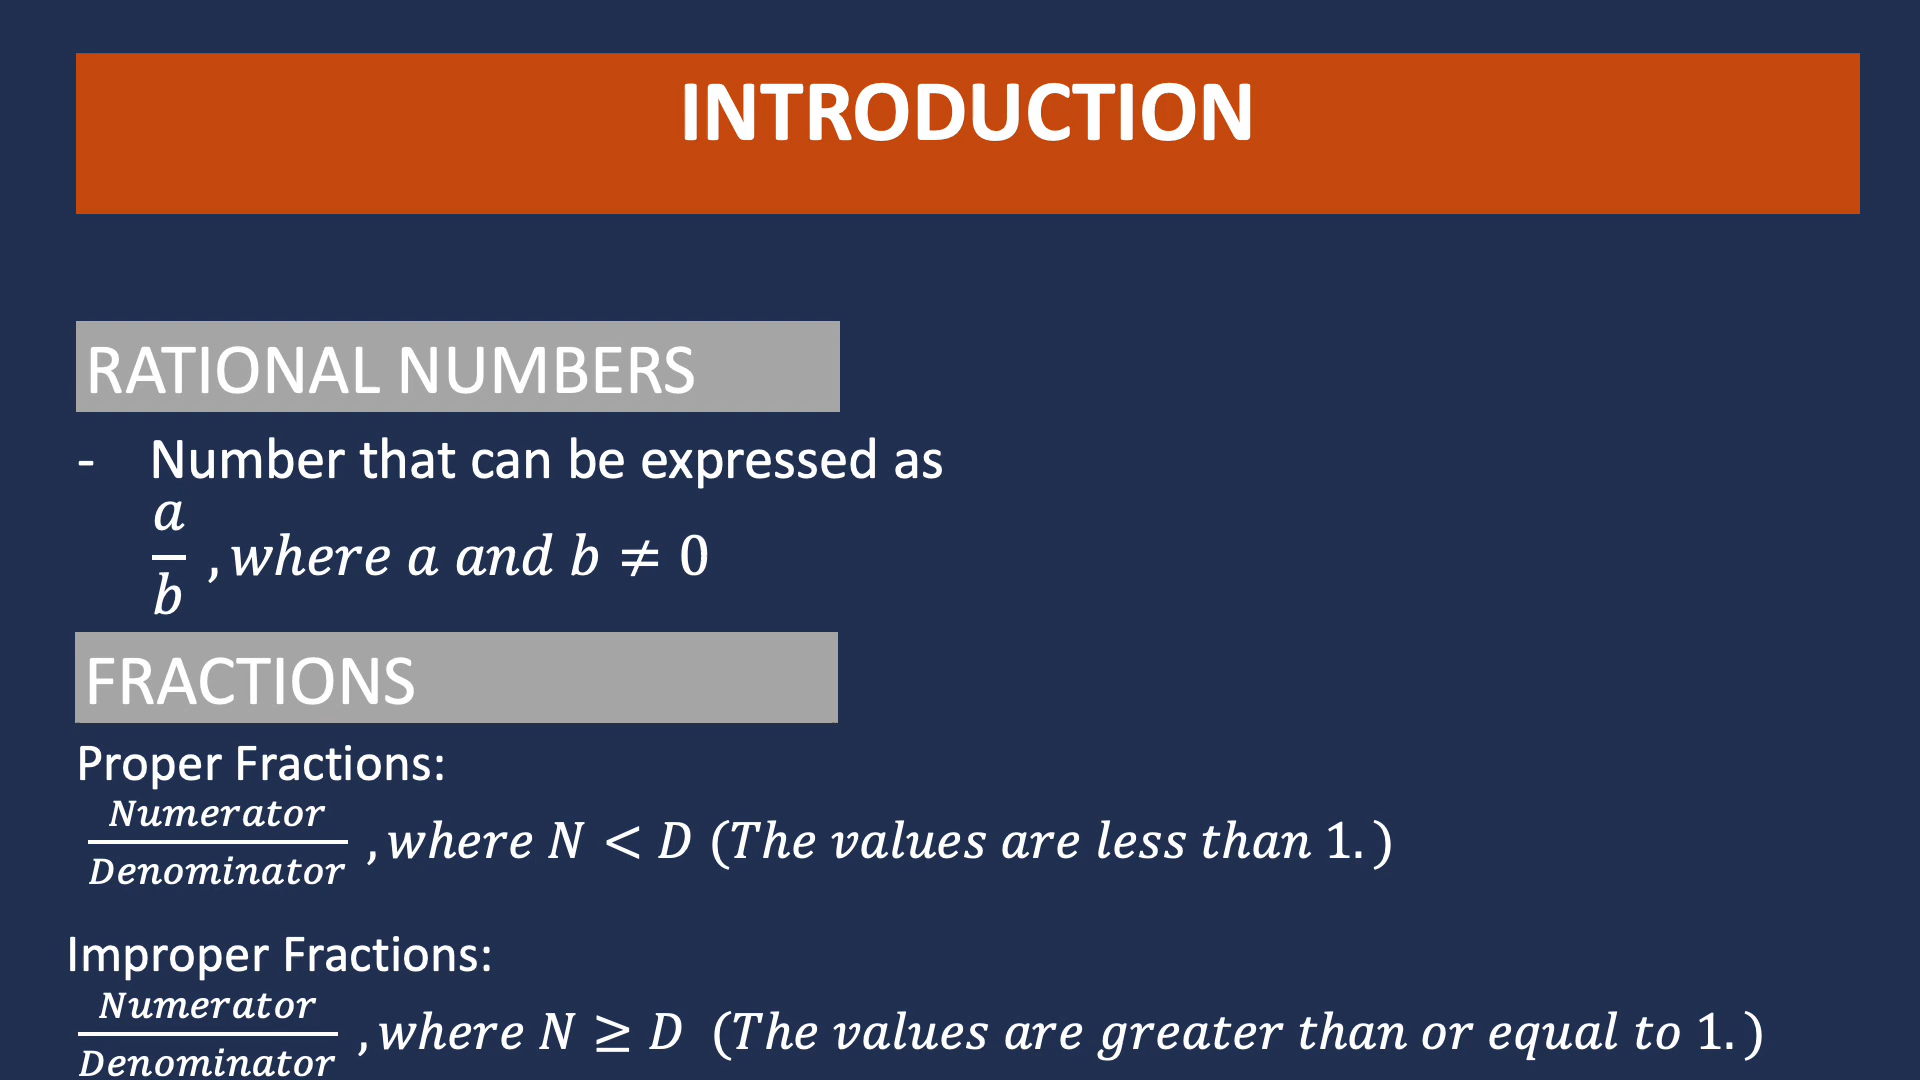 INTRODUCTION
RATIONAL NUMBERS
- Number that can be expressed as
a/b , where a and b ≠ 0
FRACTIONS
Proper Fractions:
Numerator/Denominator , where N < D (The values are less than 1.)
Improper Fractions:
Numerator/Denominator , where N ≥ D (The values are greater than or equal to 1.)